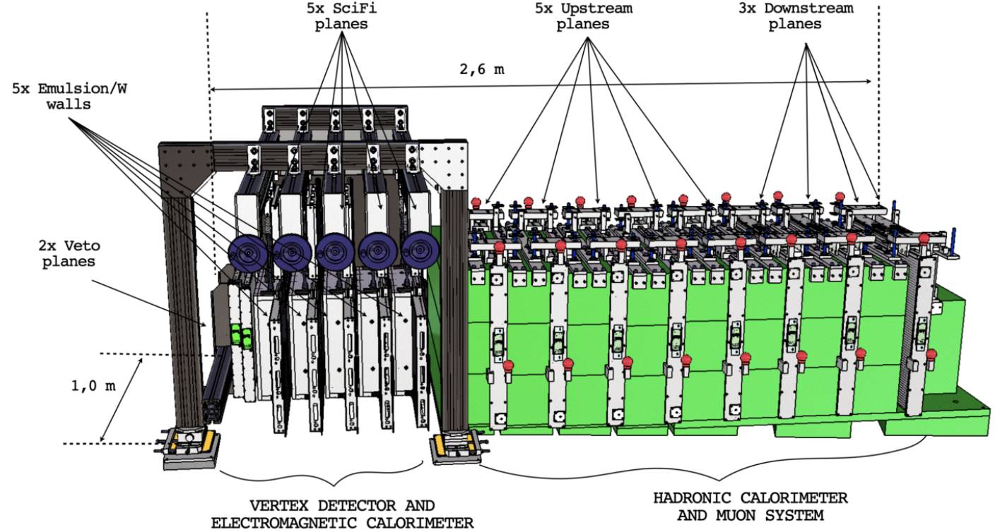 5x SciFi
planes
5x Upstream
planes
3x Downstream
planes
2,6 m
5x Emulsion/W
walls
2x Veto
planes
1,0 m
VERTEX DETECTOR AND
ELECTROMAGNETIC CALORIMETER
HADRONIC CALORIMETER
AND MUON SYSTEM